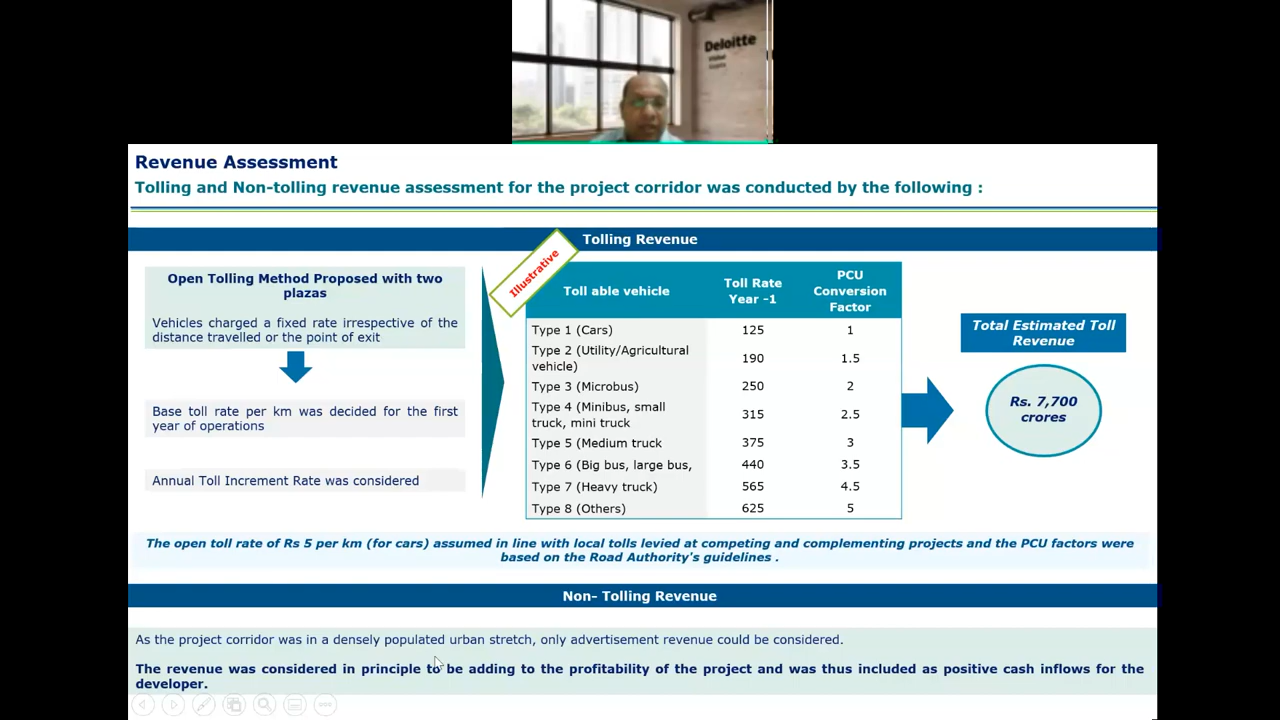 Deloitte
Revenue Assessment
Tolling and Non-tolling revenue assessment for the project corridor was conducted by the following :
Tolling Revenue
Open Tolling Method Proposed with two
plazas
Vehicles charged a fixed rate irrespective of the
distance travelled or the point of exit
Base toll rate per km was decided for the first
year of operations
Annual Toll Increment Rate was considered
Illustrative
Toll able vehicle Toll Rate Year -1 PCU Conversion Factor
Type 1 (Cars) 125 1
Type 2 (Utility/Agricultural
vehicle) 190 1.5
Type 3 (Microbus) 250 2
Type 4 (Minibus, small
truck, mini truck 315 2.5
Type 5 (Medium truck 375 3
Type 6 (Big bus, large bus, 440 3.5
Type 7 (Heavy truck) 565 4.5
Type 8 (Others) 625 5
Total Estimated Toll
Revenue
Rs. 7,700
crores
The open toll rate of Rs 5 per km (for cars) assumed in line with local tolls levied at competing and complementing projects and the PCU factors were
based on the Road Authority's guidelines .
Non- Tolling Revenue
As the project corridor was in a densely populated urban stretch, only advertisement revenue could be considered.
The revenue was considered in principle to be adding to the profitability of the project and was thus included as positive cash inflows for the
developer.